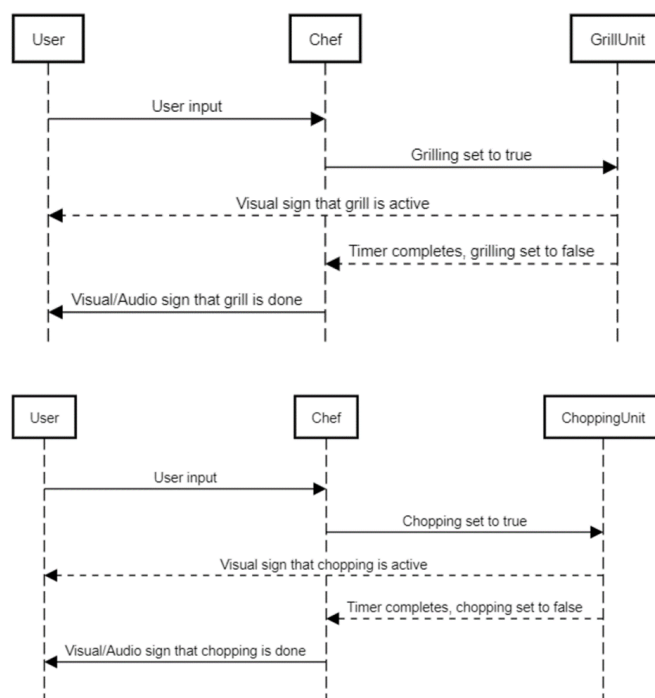 User
Chef
GrillUnit
User input
Grilling set to true
Visual sign that grill is active
Timer completes, grilling set to false
Visual/Audio sign that grill is done
User
Chef
ChoppingUnit
User input
Chopping set to true
Visual sign that chopping is active
Timer completes, chopping set to false
Visual/Audio sign that chopping is done